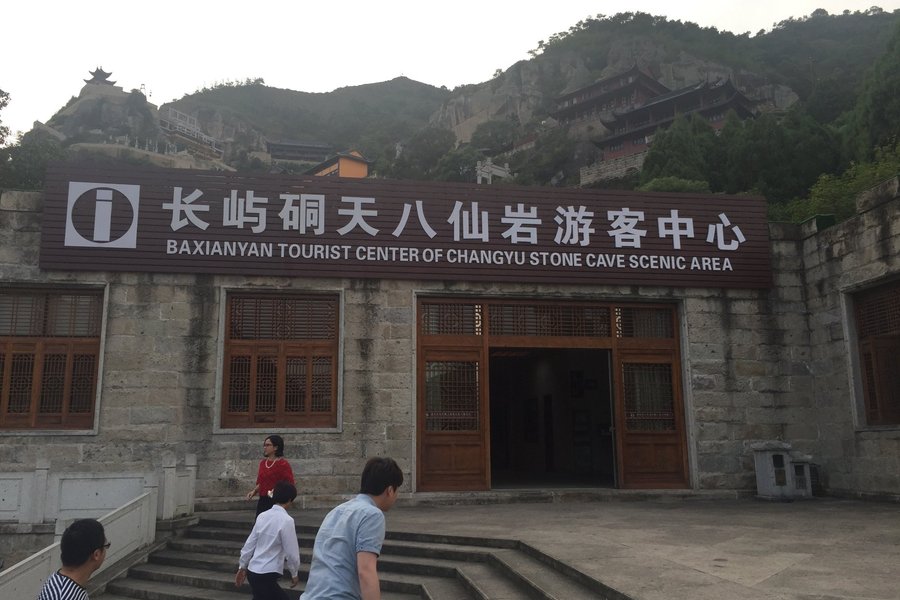 长屿硐天八仙岩游客中心
BAXIANYAN TOURIST CENTER OF CHANGYU STONE CAVE SCENIC AREA